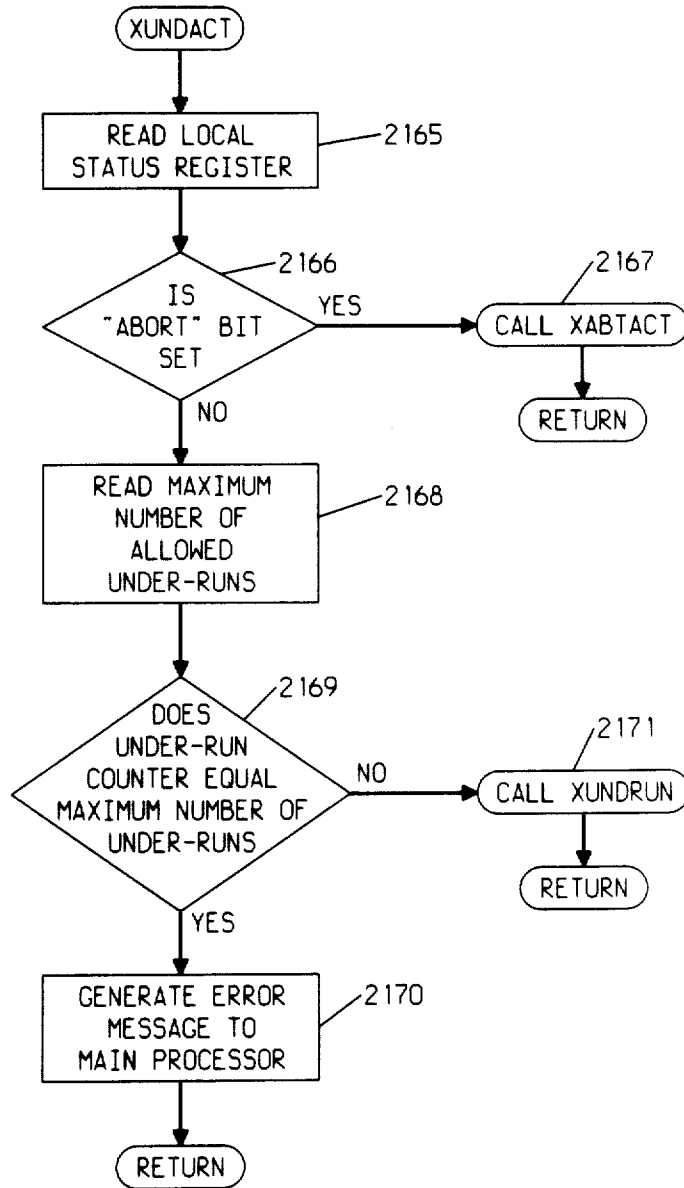 XUNDACT
READ LOCAL
STATUS REGISTER
2165
2166
IS
"ABORT" BIT
SET
YES
2167
CALL XABTACT
RETURN
NO
READ MAXIMUM
NUMBER OF
ALLOWED
UNDER-RUNS
2168
2169
DOES
UNDER-RUN
COUNTER EQUAL
MAXIMUM NUMBER OF
UNDER-RUNS
NO
2171
CALL XUNDRUN
RETURN
YES
GENERATE ERROR
MESSAGE TO
MAIN PROCESSOR
2170
RETURN